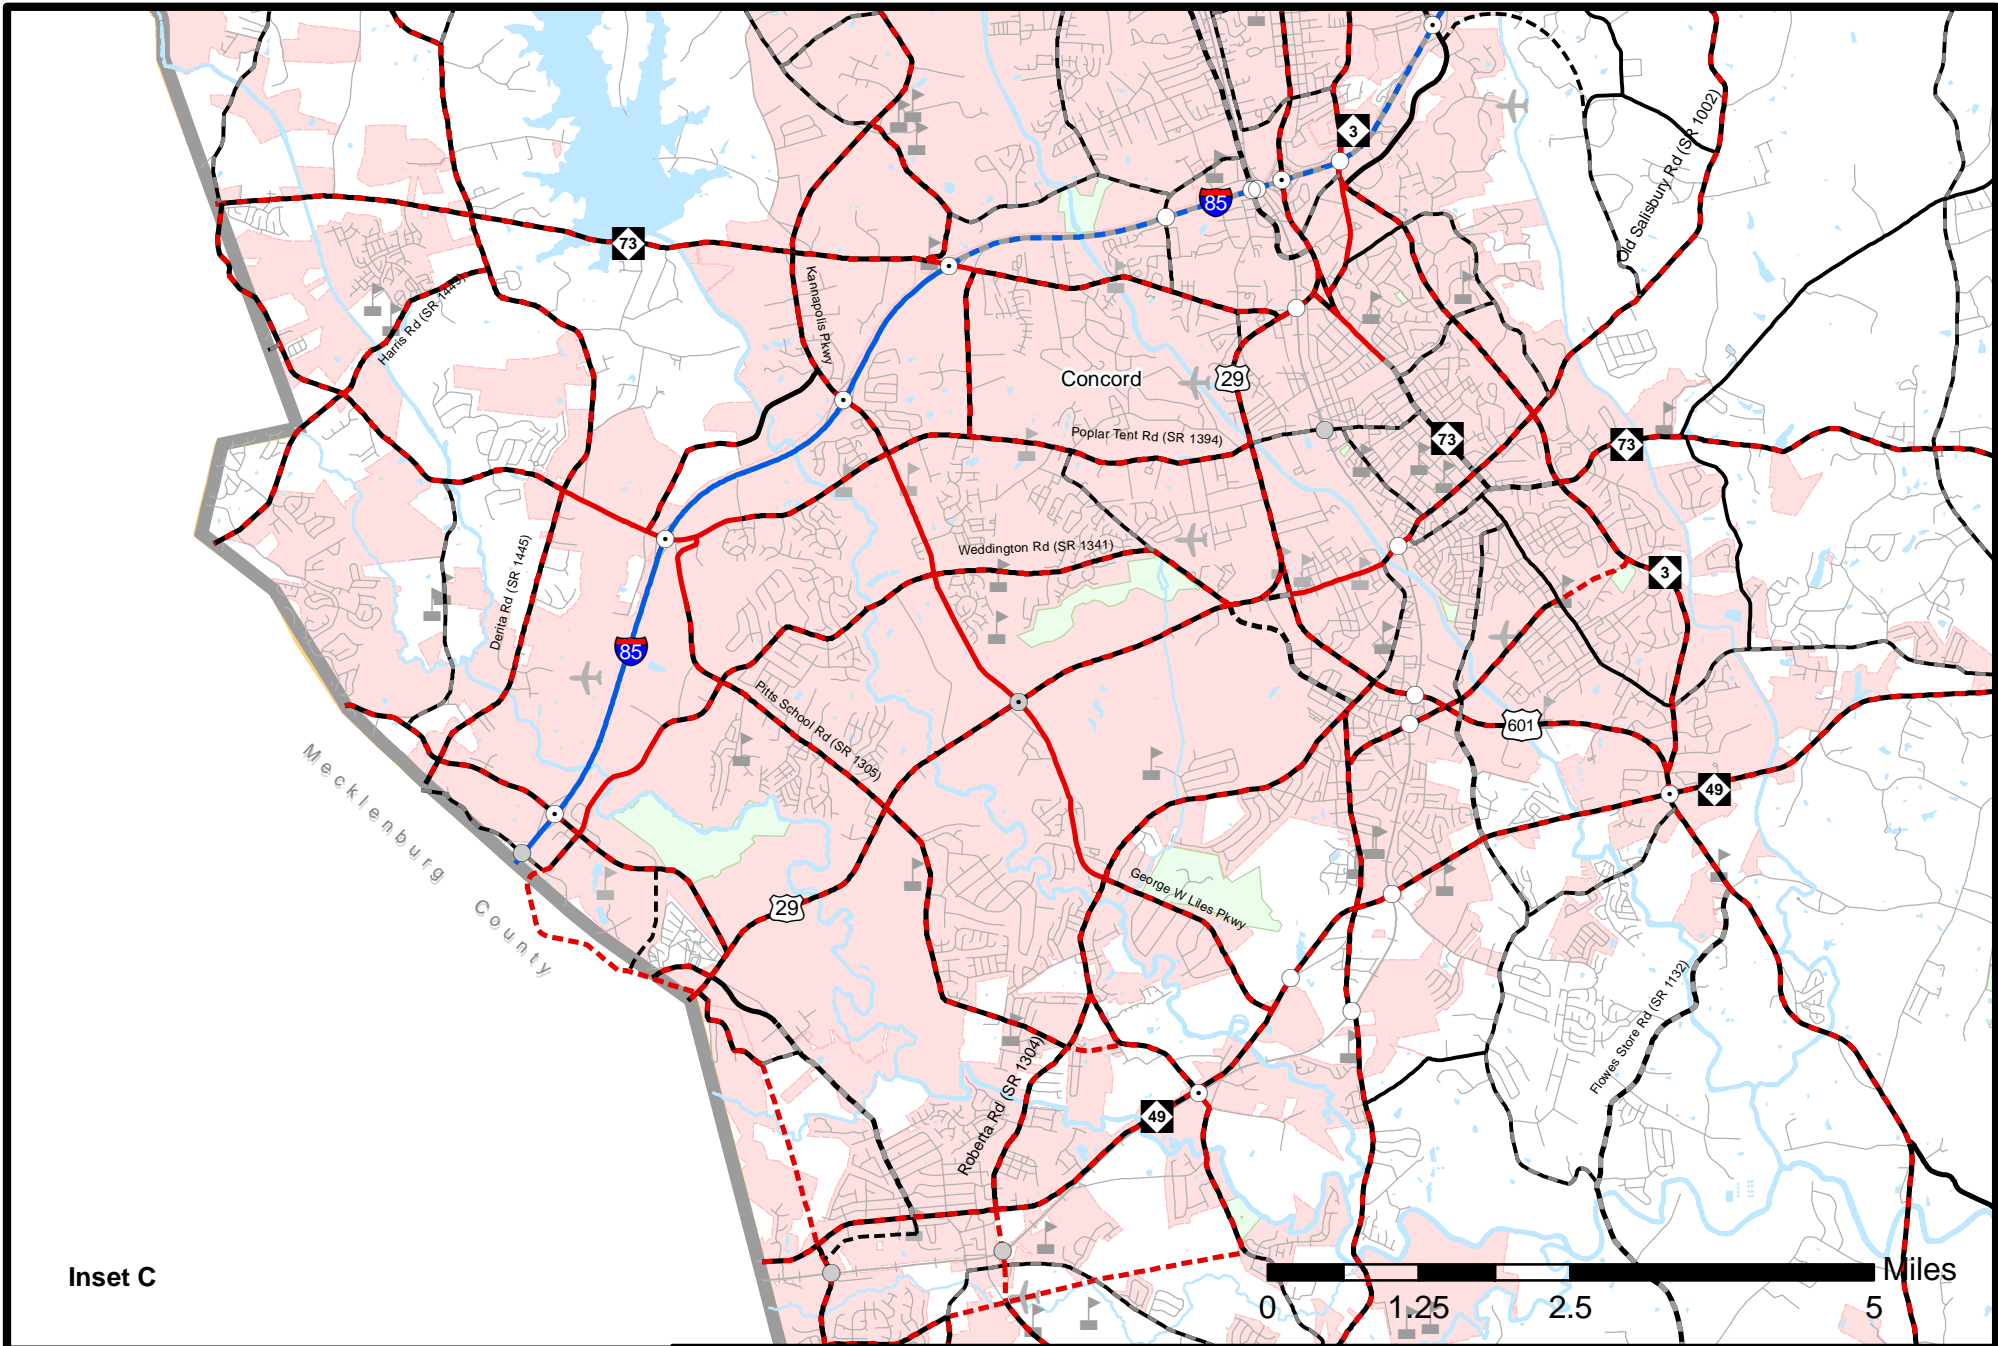 3
85
Old Salisbury Rd (SR 1002)
73
Kannapolis Pkwy
Harris Rd (SR 1449)
Concord
29
Poplar Tent Rd (SR 1394)
73
73
Weddington Rd (SR 1341)
Derita Rd (SR 1445)
3
85
Pitts School Rd (SR 1305)
601
49
Mecklenburg County
29
George W Liles Pkwy
Flowes Store Rd (SR 1132)
Roberta Rd (SR 1304)
49
Inset C
Miles
0 1.25 2.5 5